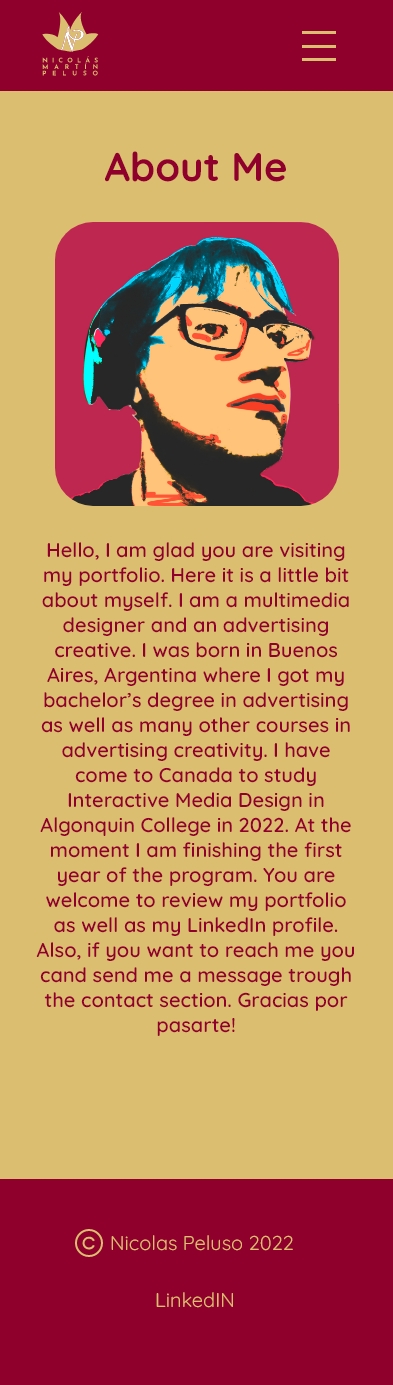 NICOLÁS
MARTÍN
PELUSO
About Me
Hello, I am glad you are visiting
my portfolio. Here it is a little bit
about myself. I am a multimedia
designer and an advertising
creative. I was born in Buenos
Aires, Argentina where I got my
bachelor’s degree in advertising
as well as many other courses in
advertising creativity. I have
come to Canada to study
Interactive Media Design in
Algonquin College in 2022. At the
moment I am finishing the first
year of the program. You are
welcome to review my portfolio
as well as my LinkedIn profile.
Also, if you want to reach me you
cand send me a message trough
the contact section. Gracias por
pasarte!
© Nicolas Peluso 2022
LinkedIN